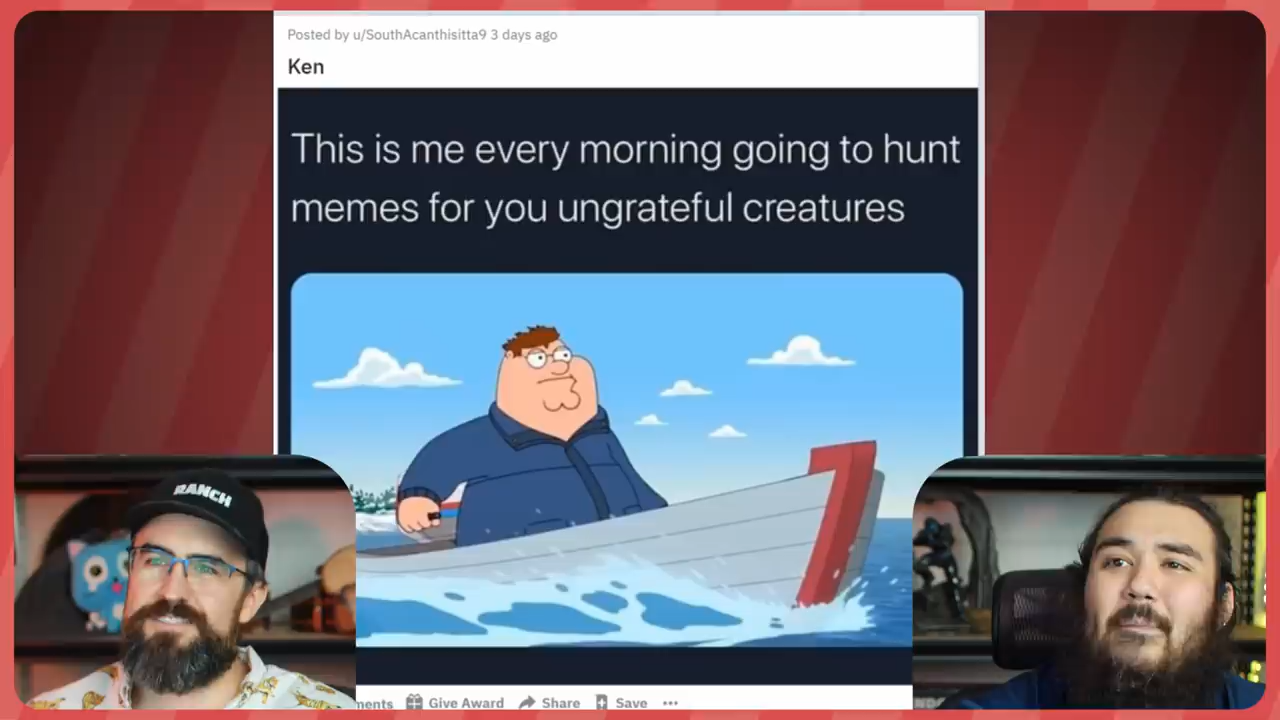 Posted by u/SouthAcanthisitta9 3 days ago
Ken
This is me every morning going to hunt
memes for you ungrateful creatures
RANCH
ments Give Award Share Save ...